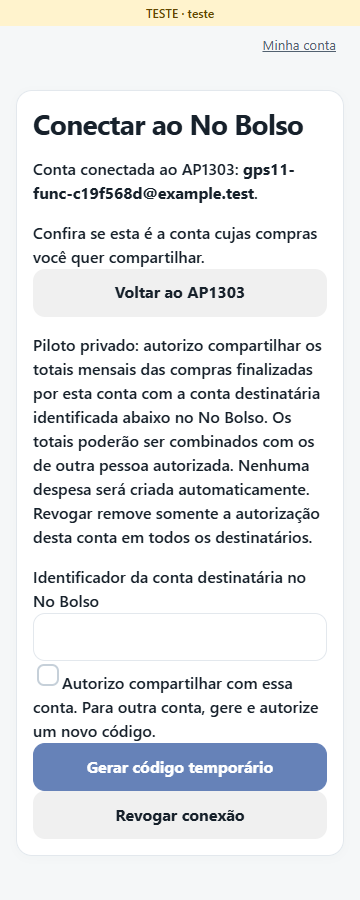 TESTE · teste
Minha conta
Conectar ao No Bolso
Conta conectada ao AP1303: gps11-
func-c19f568d@example.test.
Confira se esta é a conta cujas compras
você quer compartilhar.
Voltar ao AP1303
Piloto privado: autorizo compartilhar os
totais mensais das compras finalizadas
por esta conta com a conta destinatária
identificada abaixo no No Bolso. Os
totais poderão ser combinados com os
de outra pessoa autorizada. Nenhuma
despesa será criada automaticamente.
Revogar remove somente a autorização
desta conta em todos os destinatários.
Identificador da conta destinatária no
No Bolso
Autorizo compartilhar com essa
conta. Para outra conta, gere e autorize
um novo código.
Gerar código temporário
Revogar conexão